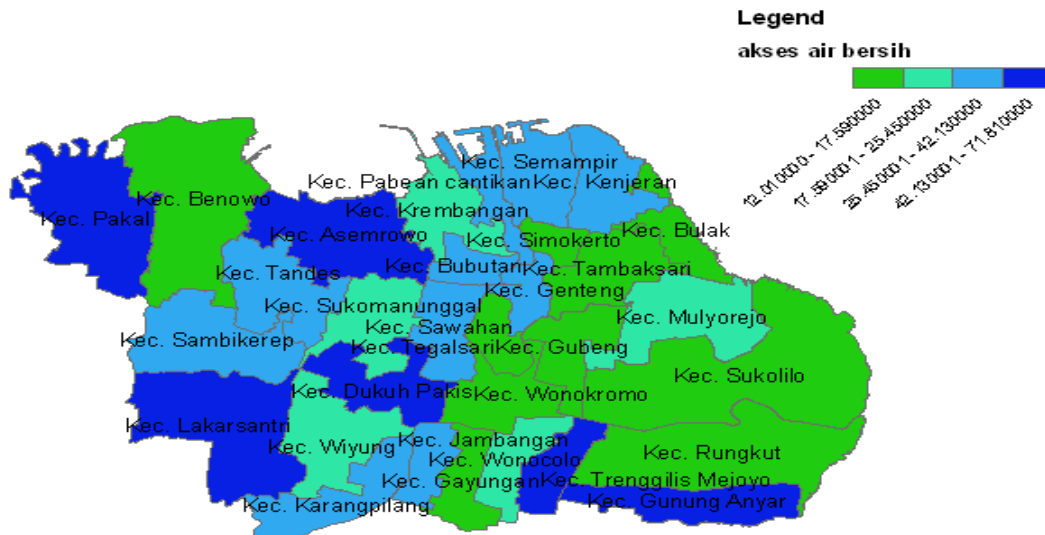 Legend
akses air bersih
12.010000 - 17.590000
17.590001 - 25.450000
25.450001 - 42.130000
42.130001 - 71.810000
Kec. Semampir
Kec. Pabean cantikan
Kec. Kenjeran
Kec. Benowo
Kec. Pakal
Kec. Krembangan
Kec. Asemrowo
Kec. Simokerto
Kec. Bulak
Kec. Tandes
Kec. Bubutan
Kec. Tambaksari
Kec. Genteng
Kec. Sukomanunggal
Kec. Mulyorejo
Kec. Sambikerep
Kec. Sawahan
Kec. Tegalsari
Kec. Gubeng
Kec. Sukolilo
Kec. Dukuh Pakis
Kec. Wonokromo
Kec. Lakarsantri
Kec. Wiyung
Kec. Jambangan
Kec. Wonocolo
Kec. Rungkut
Kec. Gayungan
Kec. Trenggilis Mejoyo
Kec. Karangpilang
Kec. Gunung Anyar